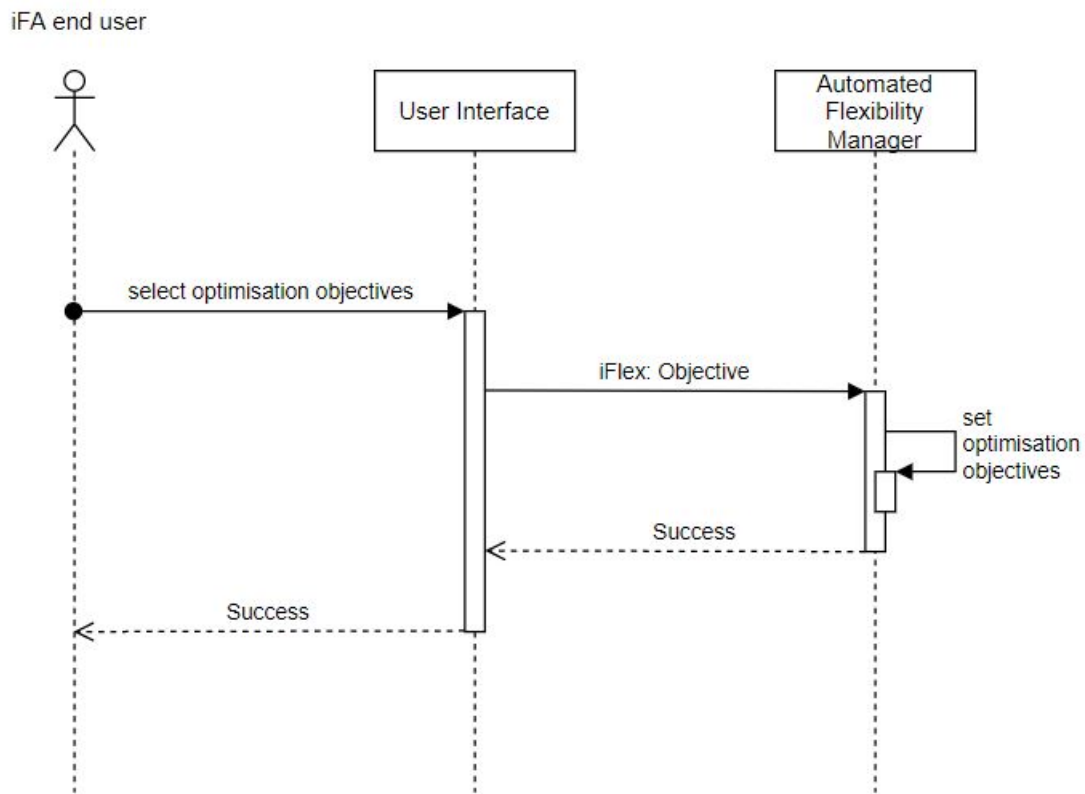 iFA end user
User Interface
Automated
Flexibility
Manager
select optimisation objectives
iFlex: Objective
set
optimisation
objectives
Success
Success